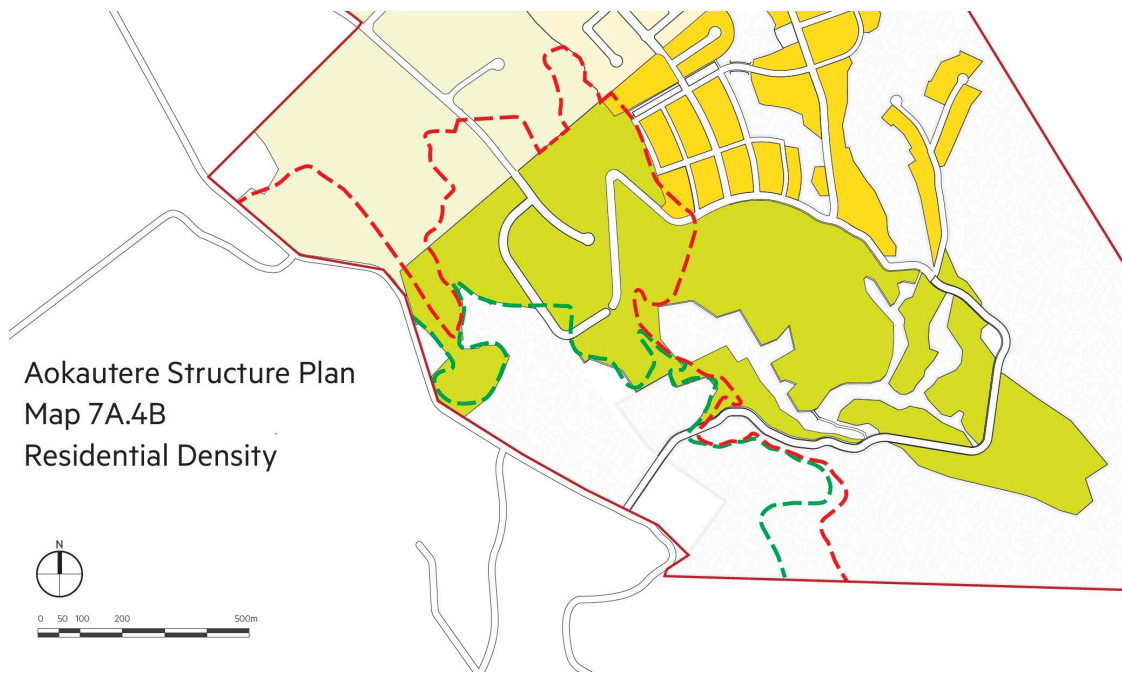 Aokautere Structure Plan
Map 7A.4B
Residential Density
N
0 50 100 200 500m